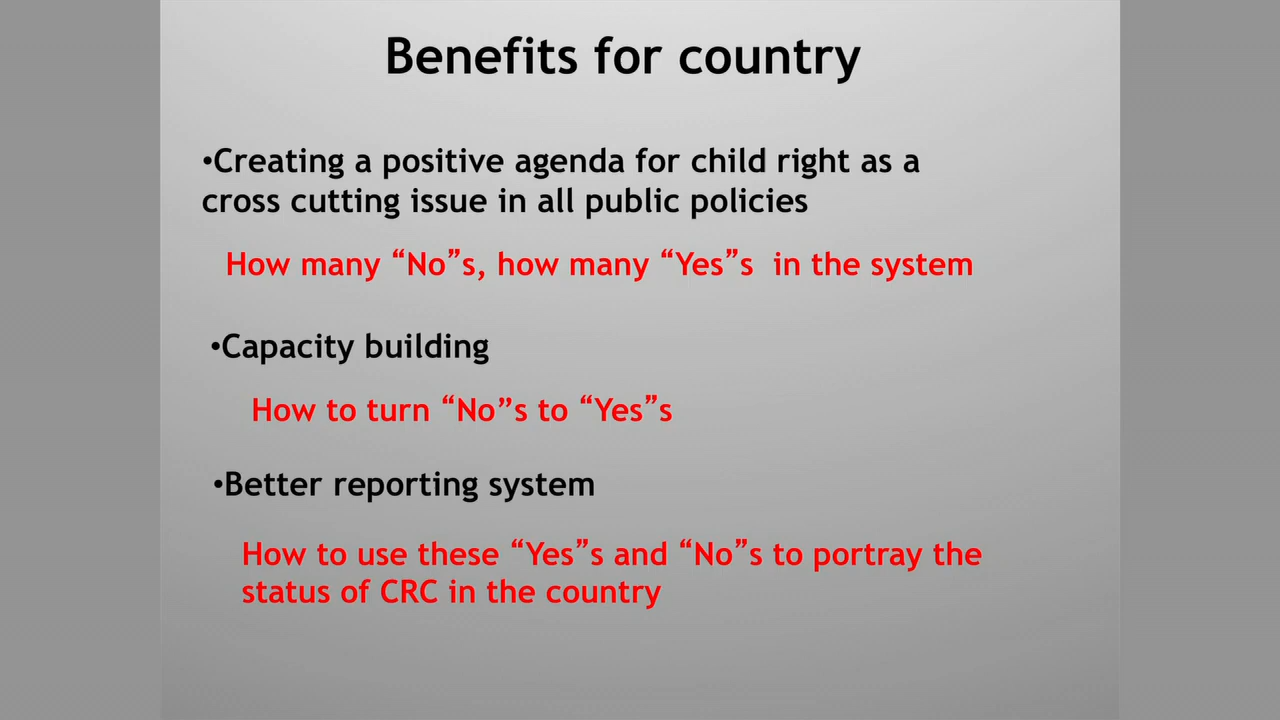 Benefits for country
•Creating a positive agenda for child right as a
cross cutting issue in all public policies
How many “No”s, how many “Yes”s in the system
•Capacity building
How to turn “No”s to “Yes”s
•Better reporting system
How to use these “Yes”s and “No”s to portray the
status of CRC in the country